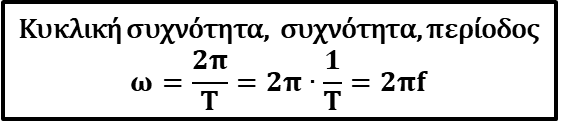 Κυκλική συχνότητα, συχνότητα, περίοδος
ω = 2π/Τ = 2π · 1/Τ = 2πf